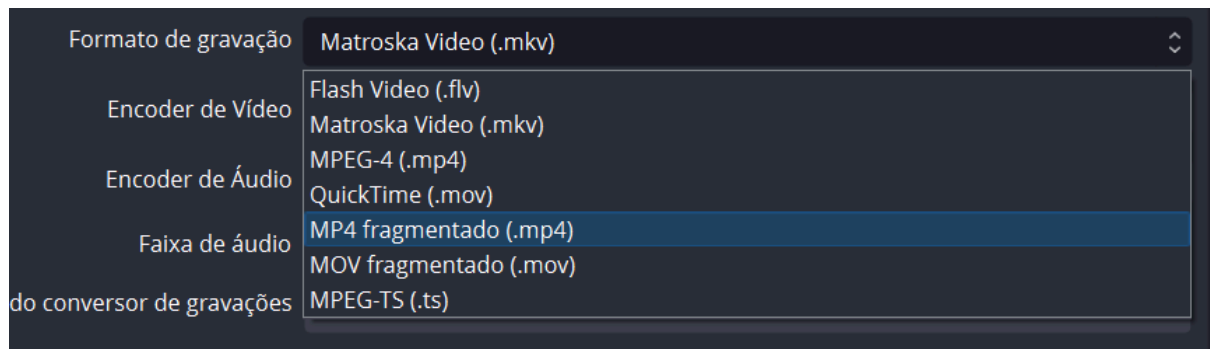 Formato de gravação
Matroska Video (.mkv)
Flash Video (.flv)
Encoder de Vídeo
Matroska Video (.mkv)
MPEG-4 (.mp4)
Encoder de Áudio
QuickTime (.mov)
Faixa de áudio
MP4 fragmentado (.mp4)
MOV fragmentado (.mov)
do conversor de gravações
MPEG-TS (.ts)